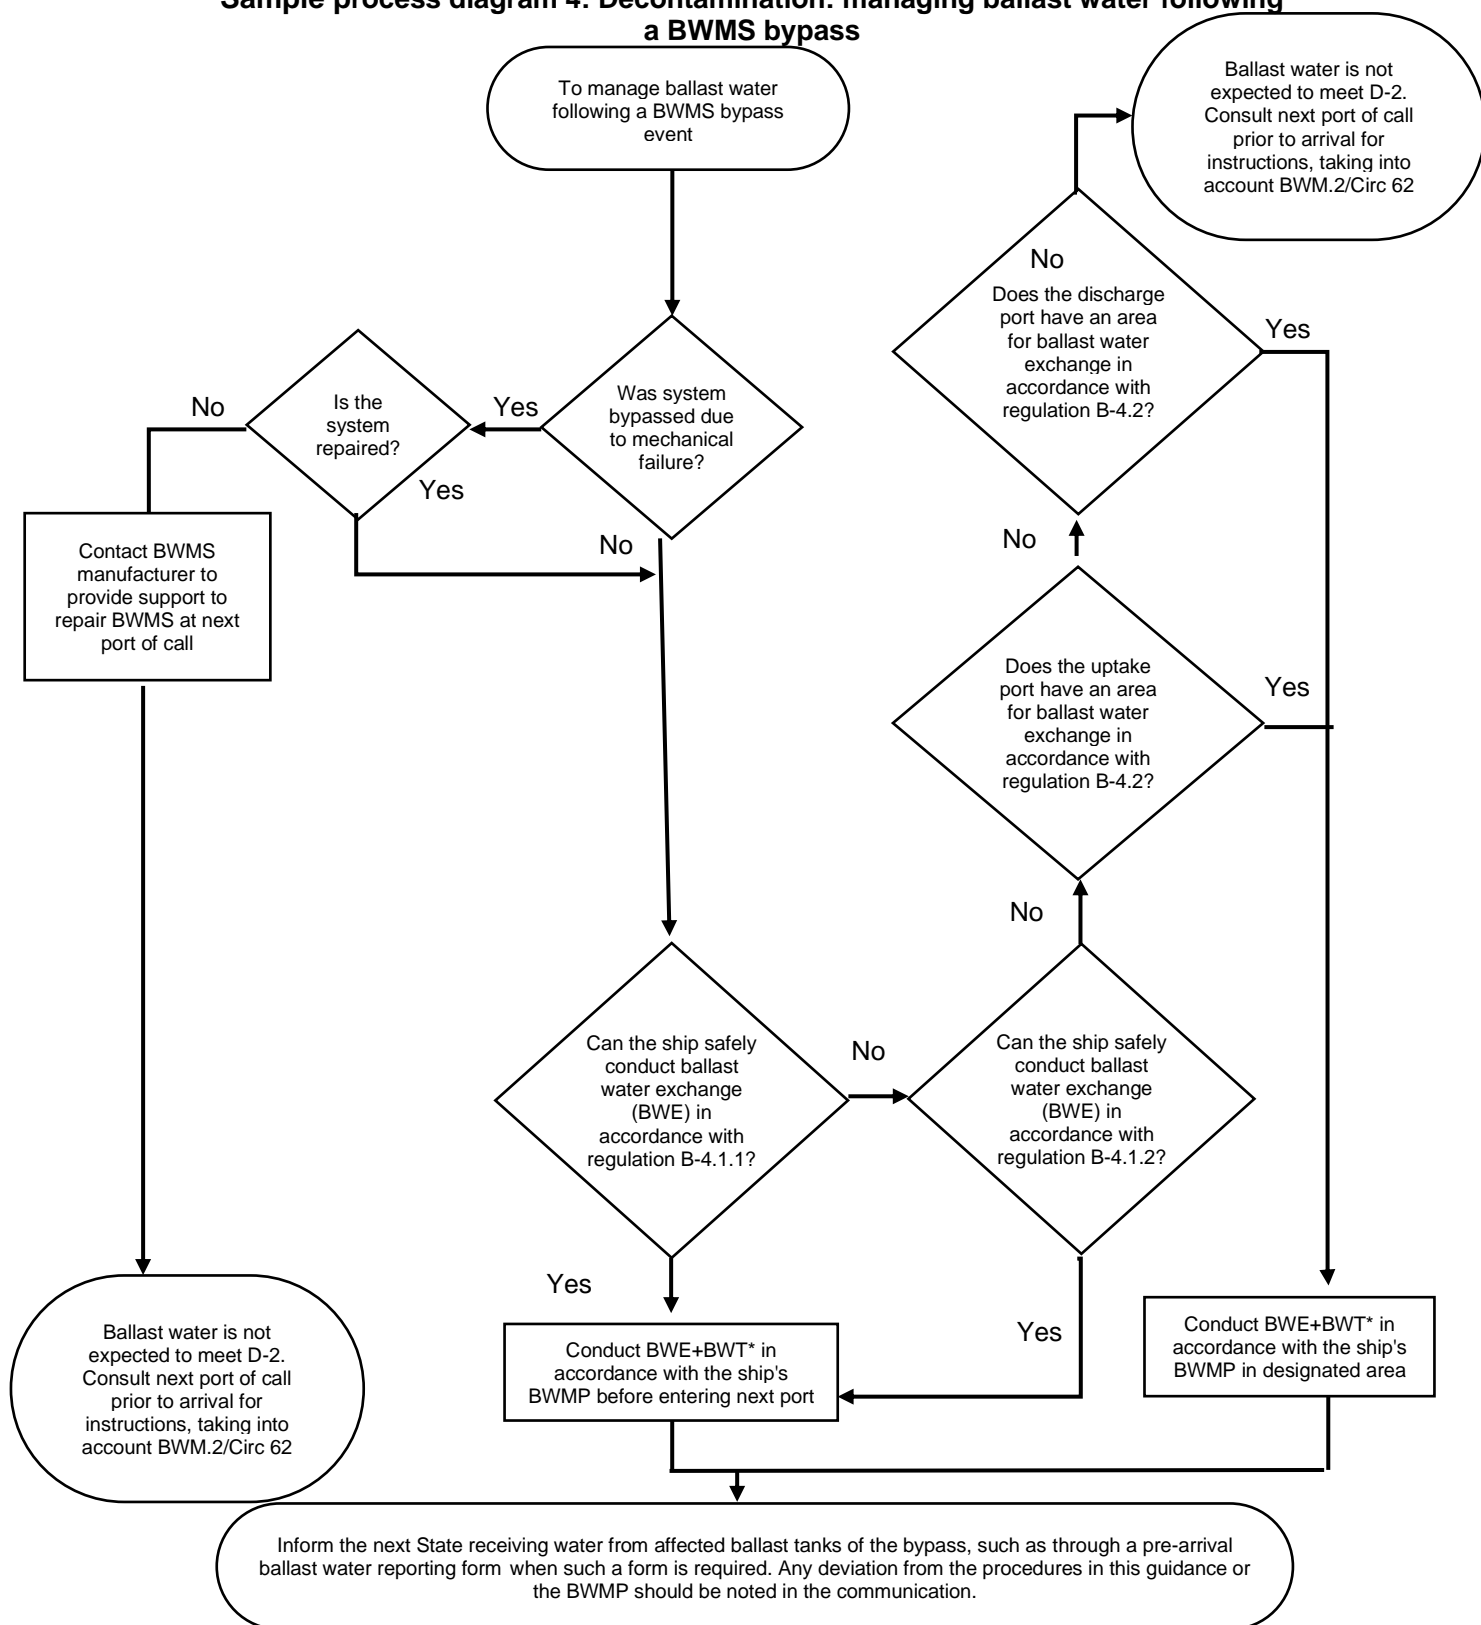 Sample process diagram 4: Decontamination: managing ballast water following
a BWMS bypass
To manage ballast water
following a BWMS bypass
event
Ballast water is not
expected to meet D-2.
Consult next port of call
prior to arrival for
instructions, taking into
account BWM.2/Circ 62
No
Does the discharge
port have an area
for ballast water
exchange in
accordance with
regulation B-4.2?
Yes
Was system
bypassed due
to mechanical
failure?
Yes
Is the
system
repaired?
No
Yes
No
Contact BWMS
manufacturer to
provide support to
repair BWMS at next
port of call
No
Does the uptake
port have an area
for ballast water
exchange in
accordance with
regulation B-4.2?
Yes
No
Can the ship safely
conduct ballast
water exchange
(BWE) in
accordance with
regulation B-4.1.1?
No
Can the ship safely
conduct ballast
water exchange
(BWE) in
accordance with
regulation B-4.1.2?
Yes
Yes
Conduct BWE+BWT* in
accordance with the ship's
BWMP before entering next port
Conduct BWE+BWT* in
accordance with the ship's
BWMP in designated area
Ballast water is not
expected to meet D-2.
Consult next port of call
prior to arrival for
instructions, taking into
account BWM.2/Circ 62
Inform the next State receiving water from affected ballast tanks of the bypass, such as through a pre-arrival
ballast water reporting form when such a form is required. Any deviation from the procedures in this guidance or
the BWMP should be noted in the communication.